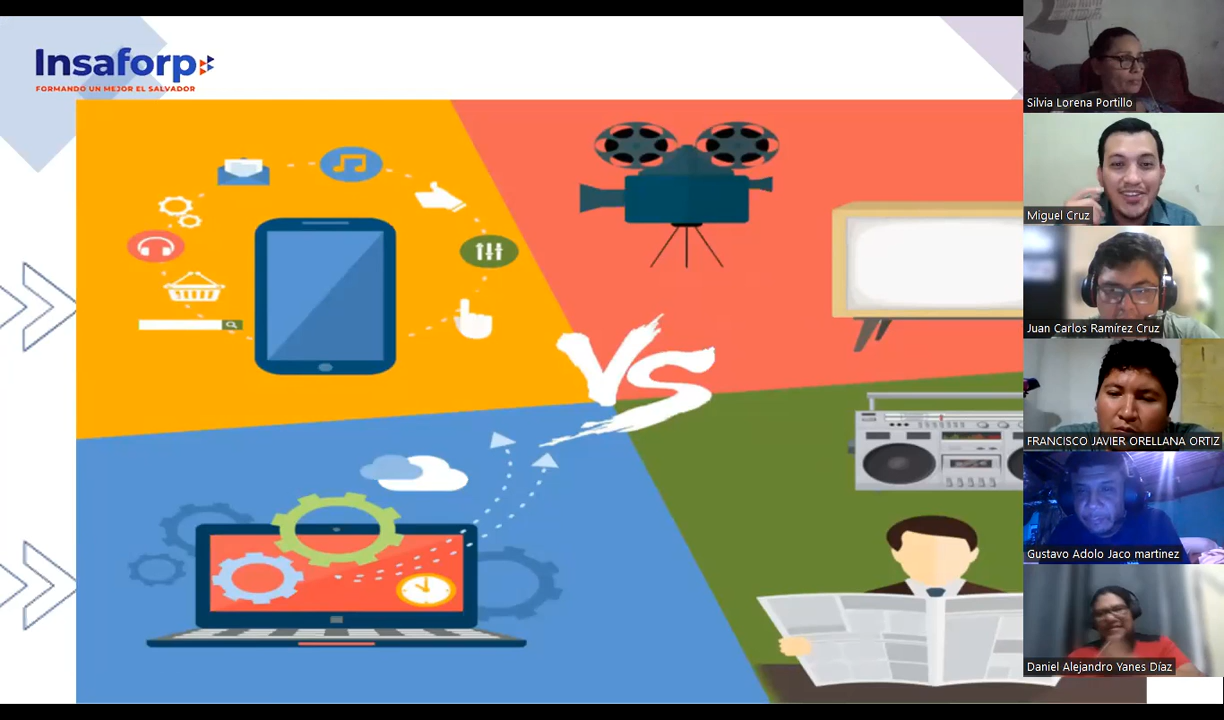 Insaforp
FORMANDO UN MEJOR EL SALVADOR
VS
Silvia Lorena Portillo
Miguel Cruz
Juan Carlos Ramírez Cruz
FRANCISCO JAVIER ORELLANA ORTIZ
Gustavo Adolo Jaco martinez
Daniel Alejandro Yanes Díaz